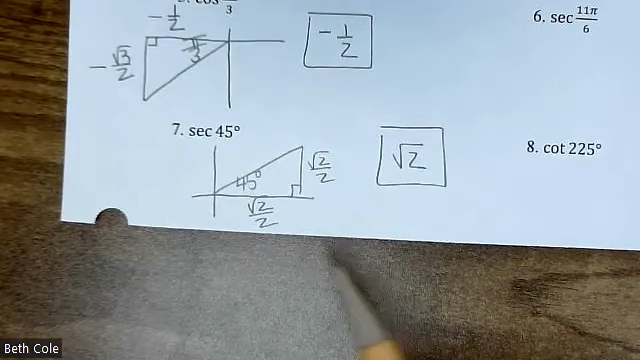 -1/2
π/3
-√3/2
-1/2
6. sec 11π/6
7. sec 45°
45°
√2/2
√2/2
√2
8. cot 225°
Beth Cole